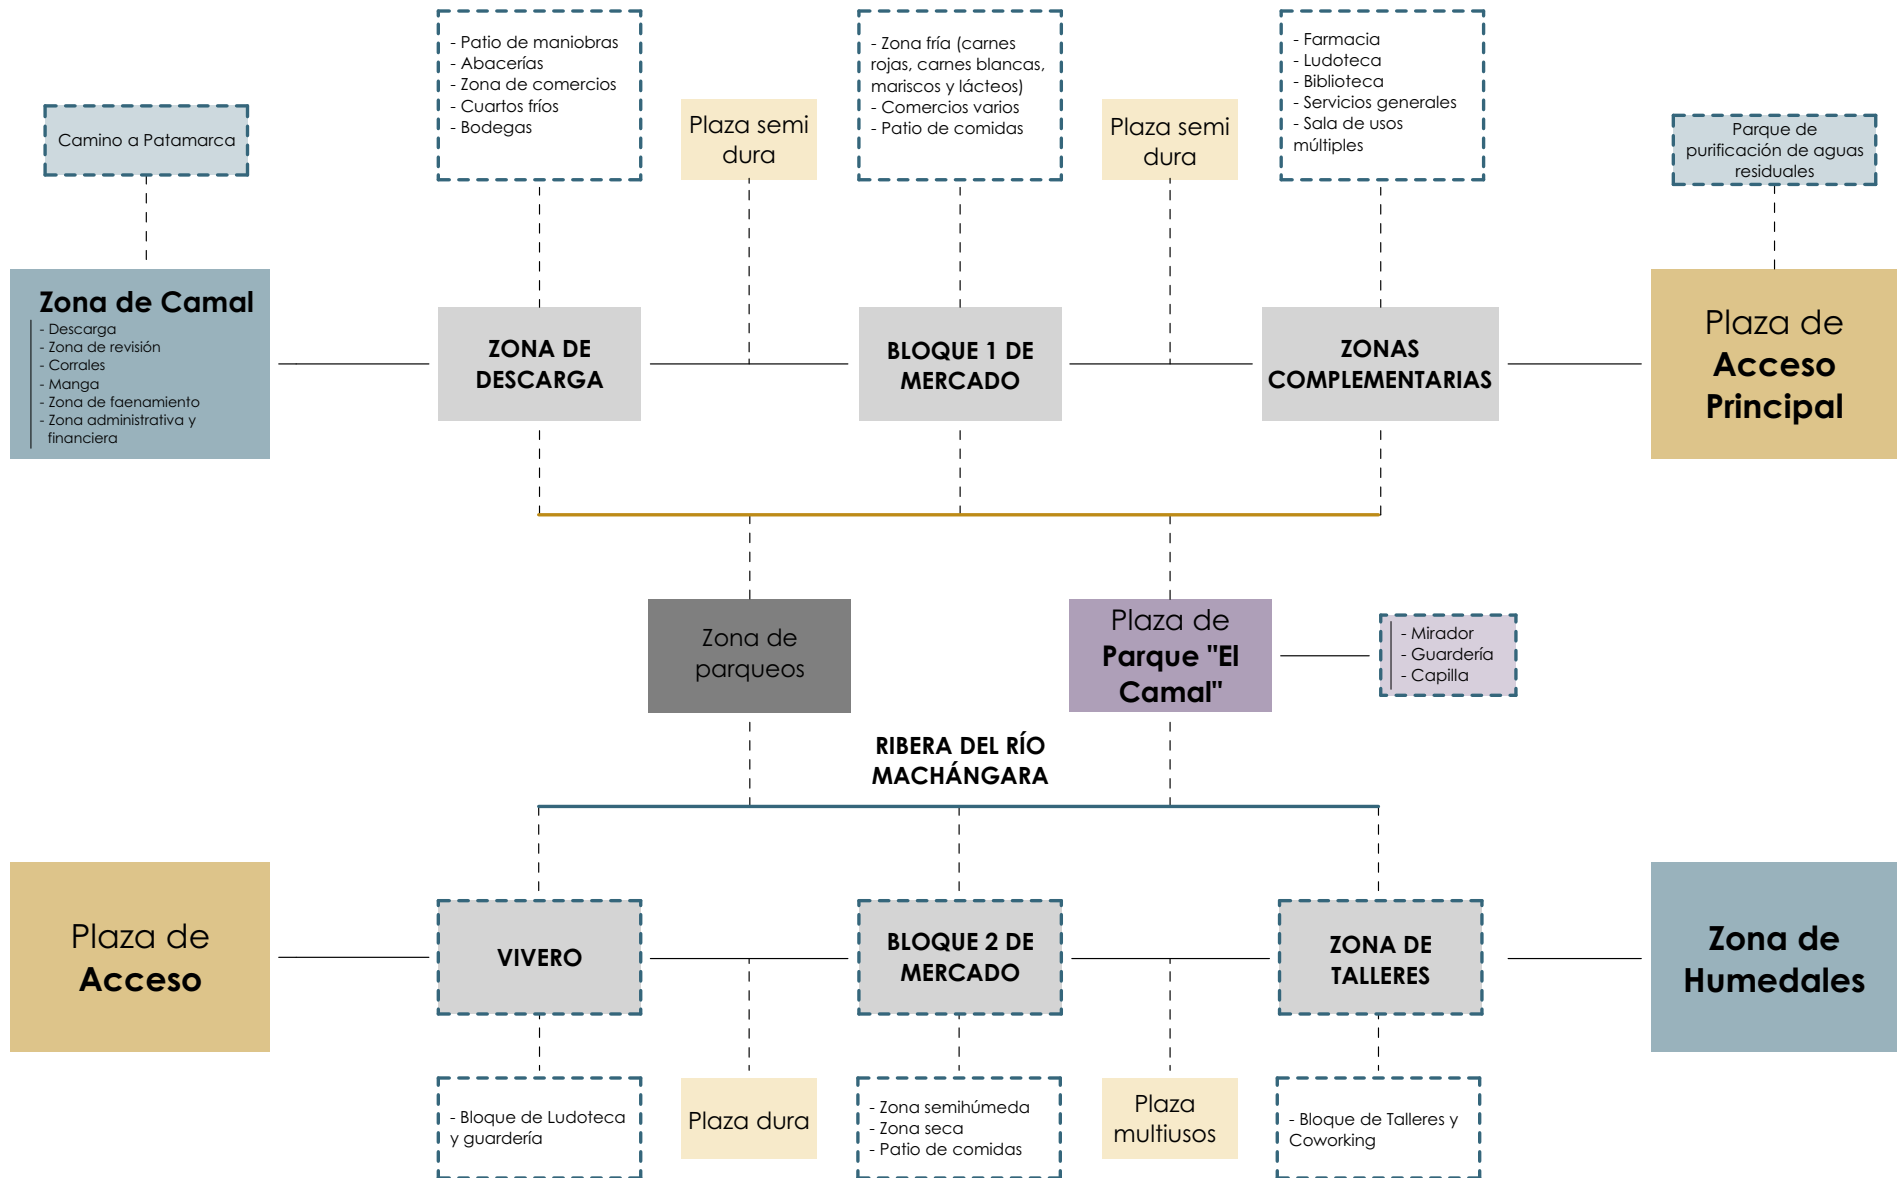 - Patio de maniobras
- Abacerías
- Zona de comercios
- Cuartos fríos
- Bodegas
- Zona fría (carnes
rojas, carnes blancas,
mariscos y lácteos)
- Comercios varios
- Patio de comidas
- Farmacia
- Ludoteca
- Biblioteca
- Servicios generales
- Sala de usos
múltiples
Camino a Patamarca
Plaza semi
dura
Plaza semi
dura
Parque de
purificación de aguas
residuales
Zona de Camal
- Descarga
- Zona de revisión
- Corrales
- Manga
- Zona de faenamiento
- Zona administrativa y
financiera
ZONA DE
DESCARGA
BLOQUE 1 DE
MERCADO
ZONAS
COMPLEMENTARIAS
Plaza de
Acceso
Principal
Zona de
parqueos
Plaza de
Parque "El
Camal"
- Mirador
- Guardería
- Capilla
RIBERA DEL RÍO
MACHÁNGARA
Plaza de
Acceso
VIVERO
BLOQUE 2 DE
MERCADO
ZONA DE
TALLERES
Zona de
Humedales
- Bloque de Ludoteca
y guardería
Plaza dura
- Zona semihúmeda
- Zona seca
- Patio de comidas
Plaza
multiusos
- Bloque de Talleres y
Coworking